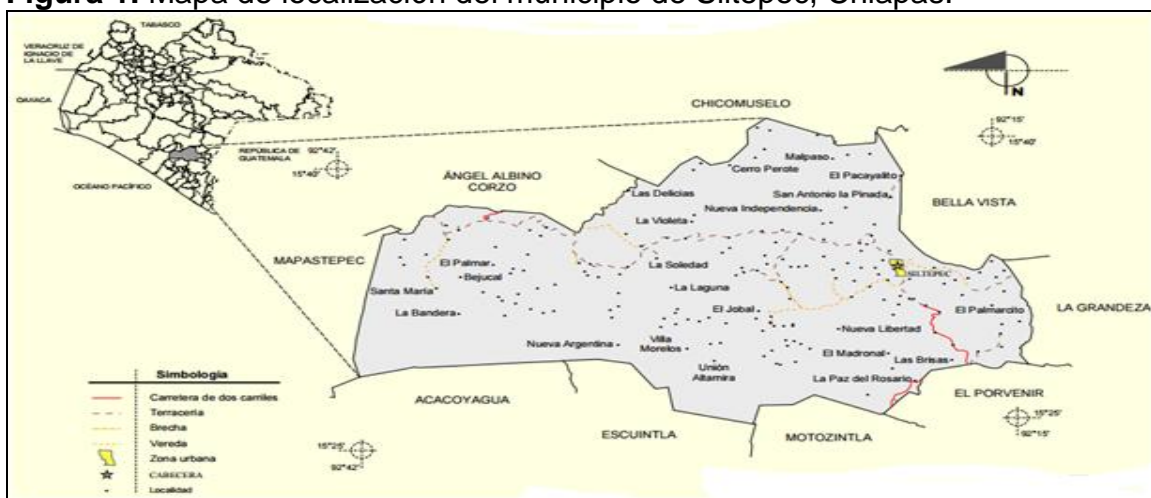 Figura 1. Mapa de localización del municipio de Siltepec, Chiapas.
TABASCO
VERACRUZ DE
IGNACIO DE
LA LLAVE
OAXACA
REPÚBLICA DE
GUATEMALA
OCÉANO PACÍFICO
92°42'
15°40'
N
92°15'
15°40'
CHICOMUSELO
ÁNGEL ALBINO
CORZO
BELLA VISTA
MAPASTEPEC
LA GRANDEZA
EL PORVENIR
ACACOYAGUA
ESCUINTLA
MOTOZINTLA
Malpaso
Cerro Perote
El Pacayalito
Las Delicias
San Antonio la Pinada
Nueva Independencia
La Violeta
El Palmar
Bejucal
La Soledad
SILTEPEC
Santa María
La Laguna
La Bandera
El Jobal
El Palmarcito
Nueva Libertad
Nueva Argentina
Villa
Morelos
El Madronal
Las Brisas
Unión
Altamira
La Paz del Rosario
15°25'
92°15'
15°25'
92°42'
Simbología
Carretera de dos carriles
Terracería
Brecha
Vereda
Zona urbana
CABECERA
Localidad